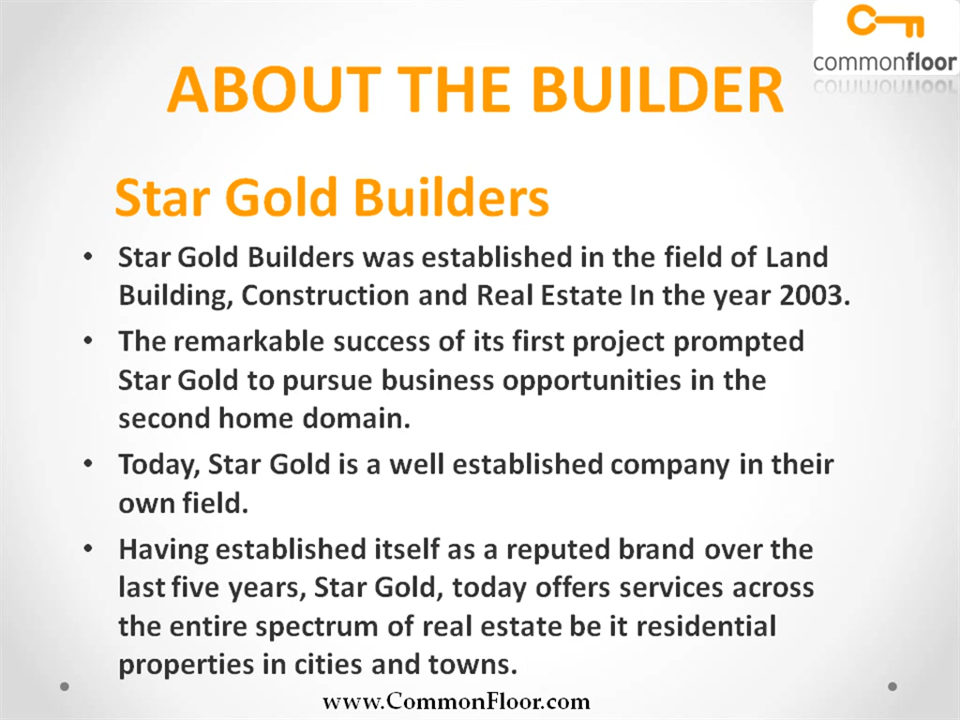 commonfloor
ABOUT THE BUILDER
Star Gold Builders
• Star Gold Builders was established in the field of Land
Building, Construction and Real Estate In the year 2003.
• The remarkable success of its first project prompted
Star Gold to pursue business opportunities in the
second home domain.
• Today, Star Gold is a well established company in their
own field.
• Having established itself as a reputed brand over the
last five years, Star Gold, today offers services across
the entire spectrum of real estate be it residential
properties in cities and towns.
www.CommonFloor.com